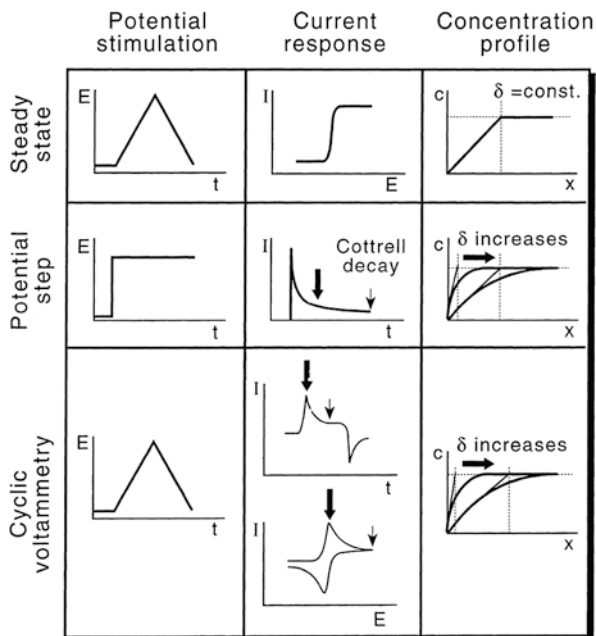 Potential
stimulation
Current
response
Concentration
profile
Steady
state
E
t
I
E
c
δ =const.
x
Potential
step
E
t
I
Cottrell
decay
t
c
δ increases
x
Cyclic
voltammetry
E
t
I
t
I
E
c
δ increases
x